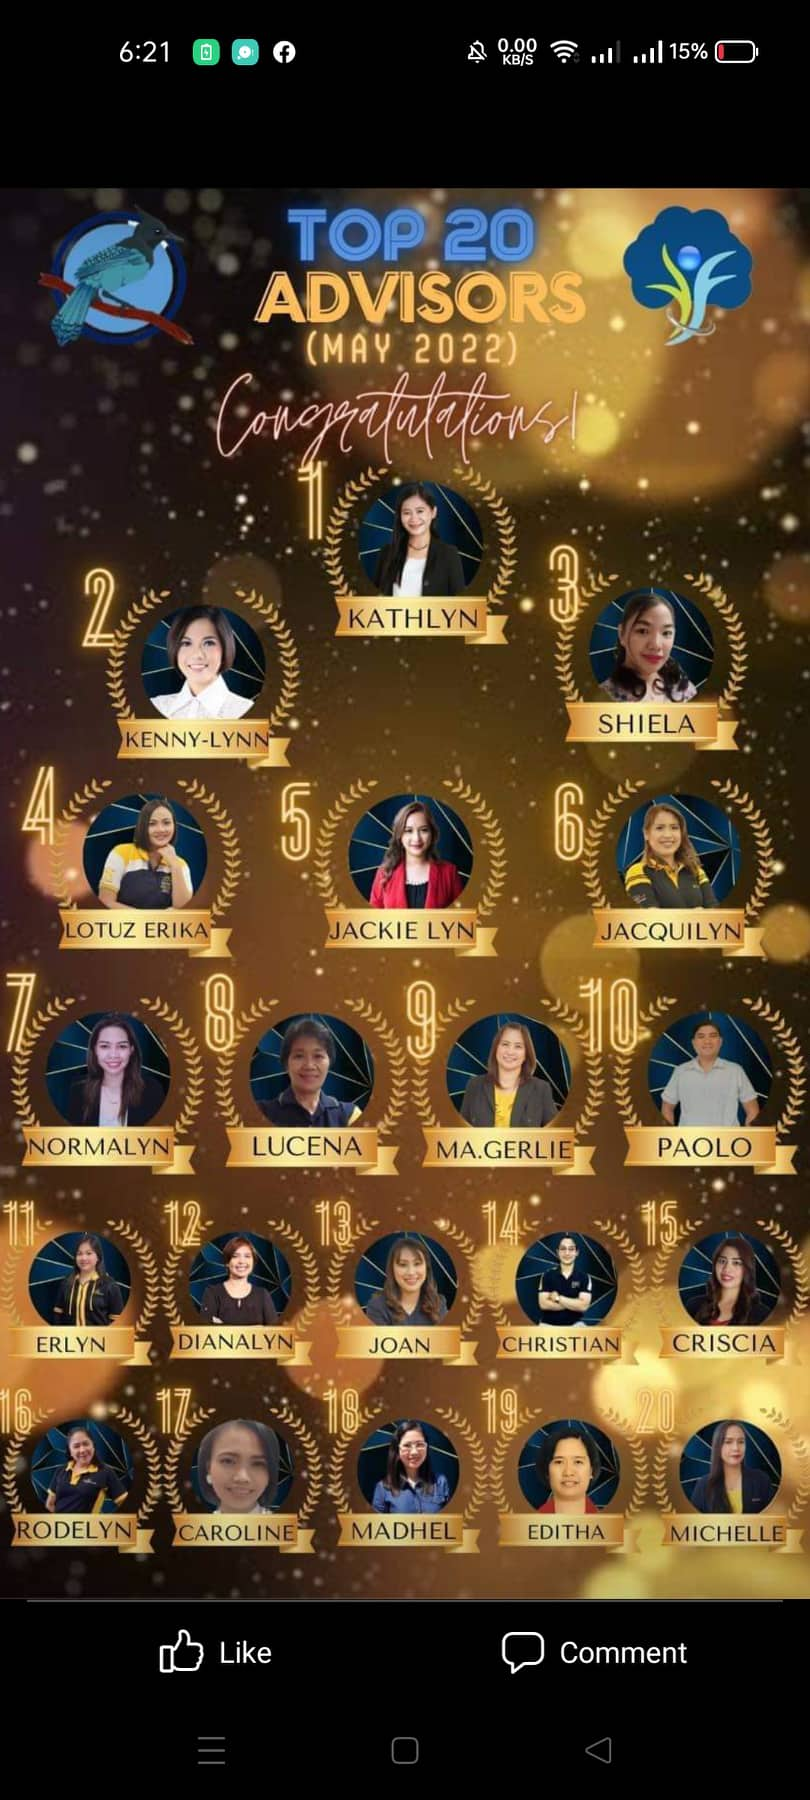 6:21
0.00
KB/S
15%
TOP 20
ADVISORS
(MAY 2022)
Congratulations!
1
KATHLYN
2
KENNY-LYNN
3
SHIELA
4
LOTUZ ERIKA
5
JACKIE LYN
6
JACQUILYN
7
NORMALYN
8
LUCENA
9
MA.GERLIE
10
PAOLO
11
ERLYN
12
DIANALYN
13
JOAN
14
CHRISTIAN
15
CRISCIA
16
RODELYN
17
CAROLINE
18
MADHEL
19
EDITHA
20
MICHELLE
Like
Comment